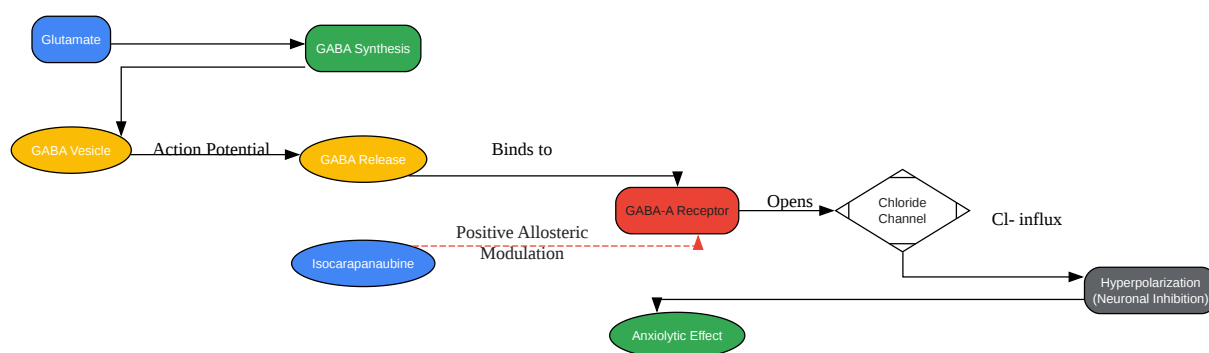 Glutamate
GABA Synthesis
GABA Vesicle
Action Potential
GABA Release
Binds to
GABA-A Receptor
Opens
Chloride
Channel
Cl- influx
Positive Allosteric
Modulation
Isocarapanaubine
Hyperpolarization
(Neuronal Inhibition)
Anxiolytic Effect